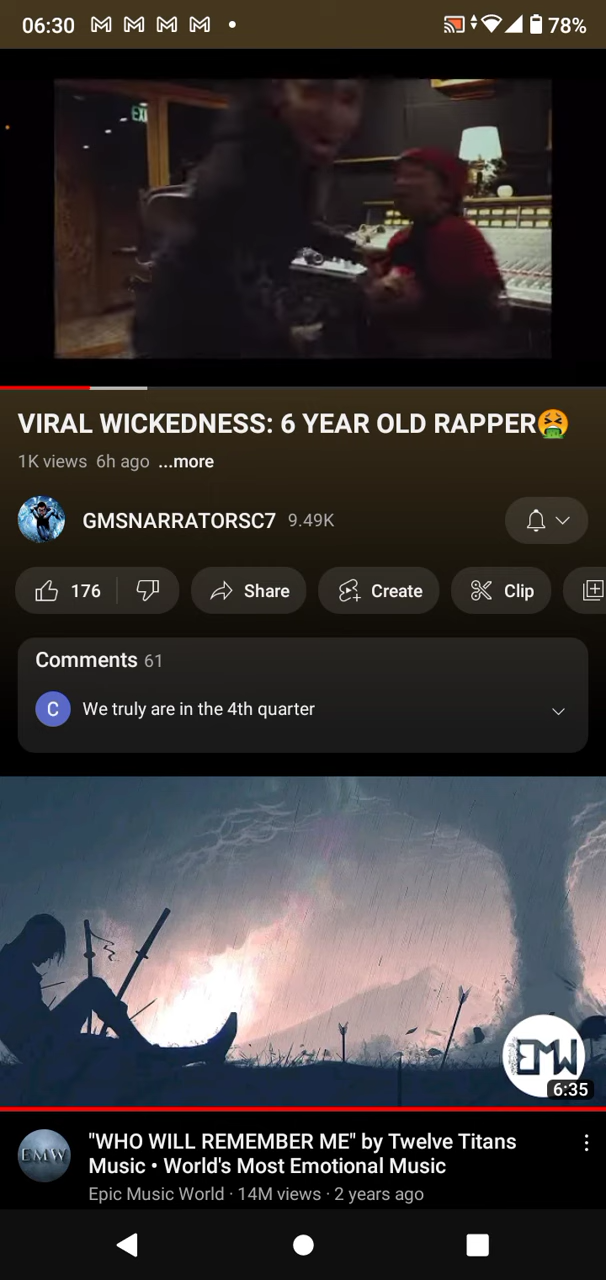 06:30
78%
VIRAL WICKEDNESS: 6 YEAR OLD RAPPER🤮
1K views 6h ago ...more
GMSNARRATORSC7 9.49K
176
Share
Create
Clip
Comments 61
C
We truly are in the 4th quarter
EMW
6:35
EMW
"WHO WILL REMEMBER ME" by Twelve Titans
Music • World's Most Emotional Music
Epic Music World · 14M views · 2 years ago